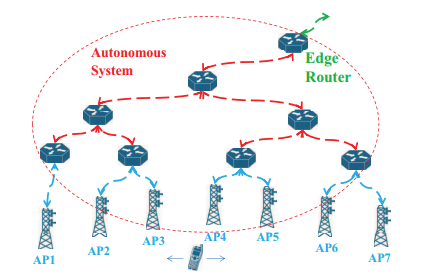 Autonomous
System
Edge
Router
AP1
AP2
AP3
AP4
AP5
AP6
AP7